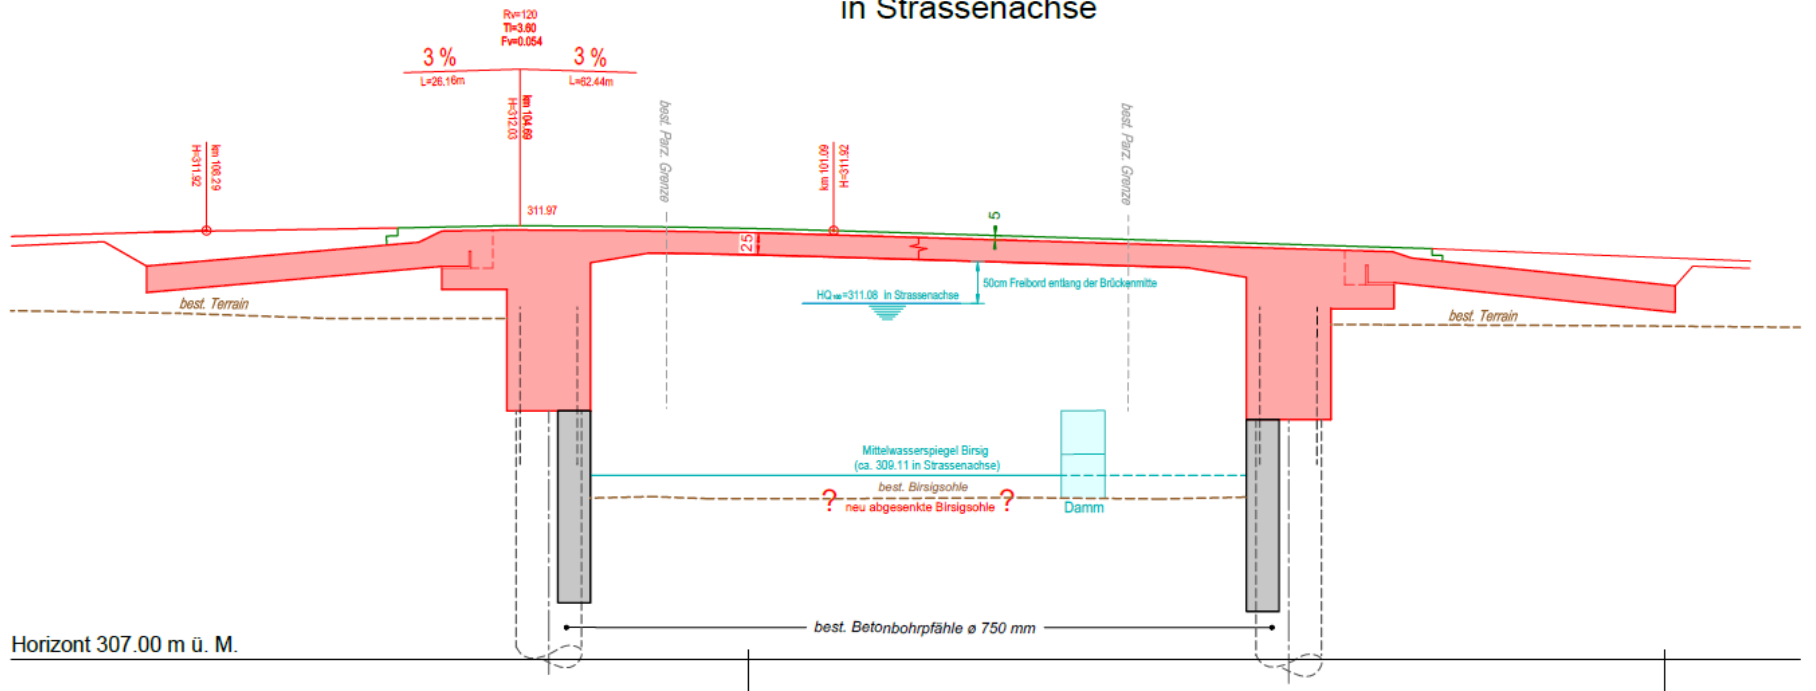 in Strassenachse
Rv=120
Tl=3.60
Fv=0.054
3 %
3 %
L=26.16m
L=62.44m
km 104.69
H=312.03
best. Parz. Grenze
best. Parz. Grenze
km 108.29
H=311.92
km 101.09
H=311.92
311.97
5
25
50cm Freibord entlang der Brückenmitte
HQ₁₀₀=311.08 in Strassenachse
best. Terrain
best. Terrain
Mittelwasserspiegel Birsig
(ca. 309.11 in Strassenachse)
best. Birsigsohle
? neu abgesenkte Birsigsohle ?
Damm
best. Betonbohrpfähle ø 750 mm
Horizont 307.00 m ü. M.